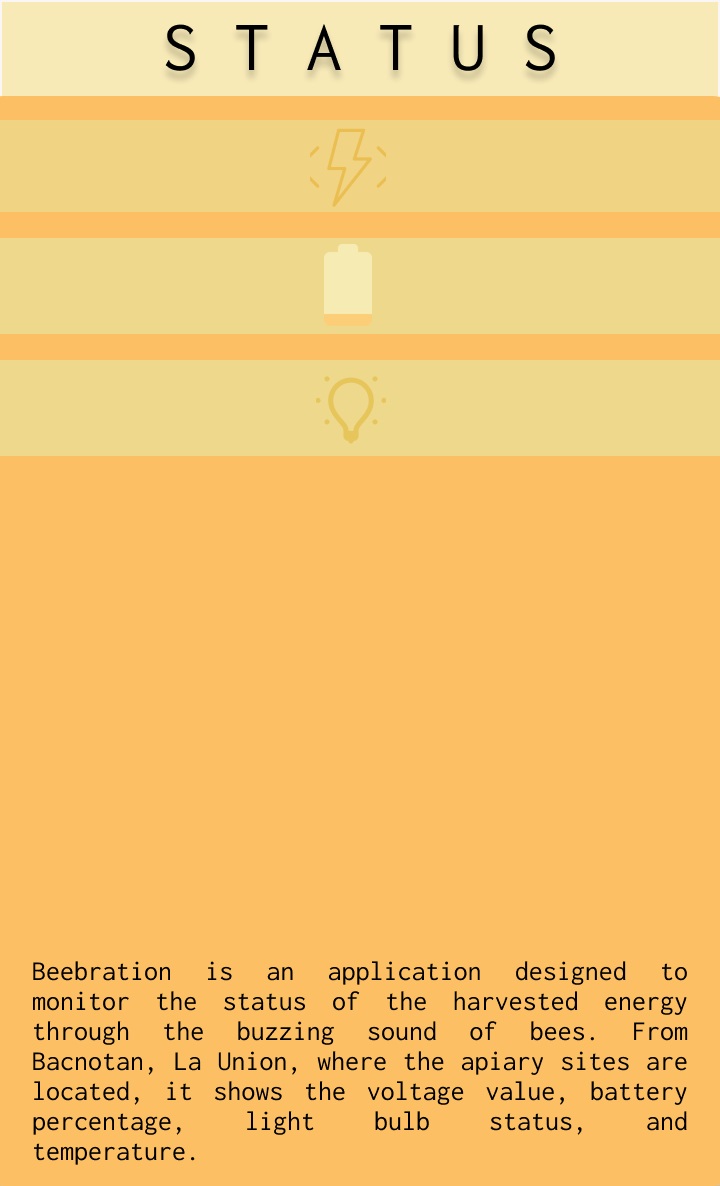 STATUS
Beebration is an application designed to
monitor the status of the harvested energy
through the buzzing sound of bees. From
Bacnotan, La Union, where the apiary sites are
located, it shows the voltage value, battery
percentage, light bulb status, and
temperature.